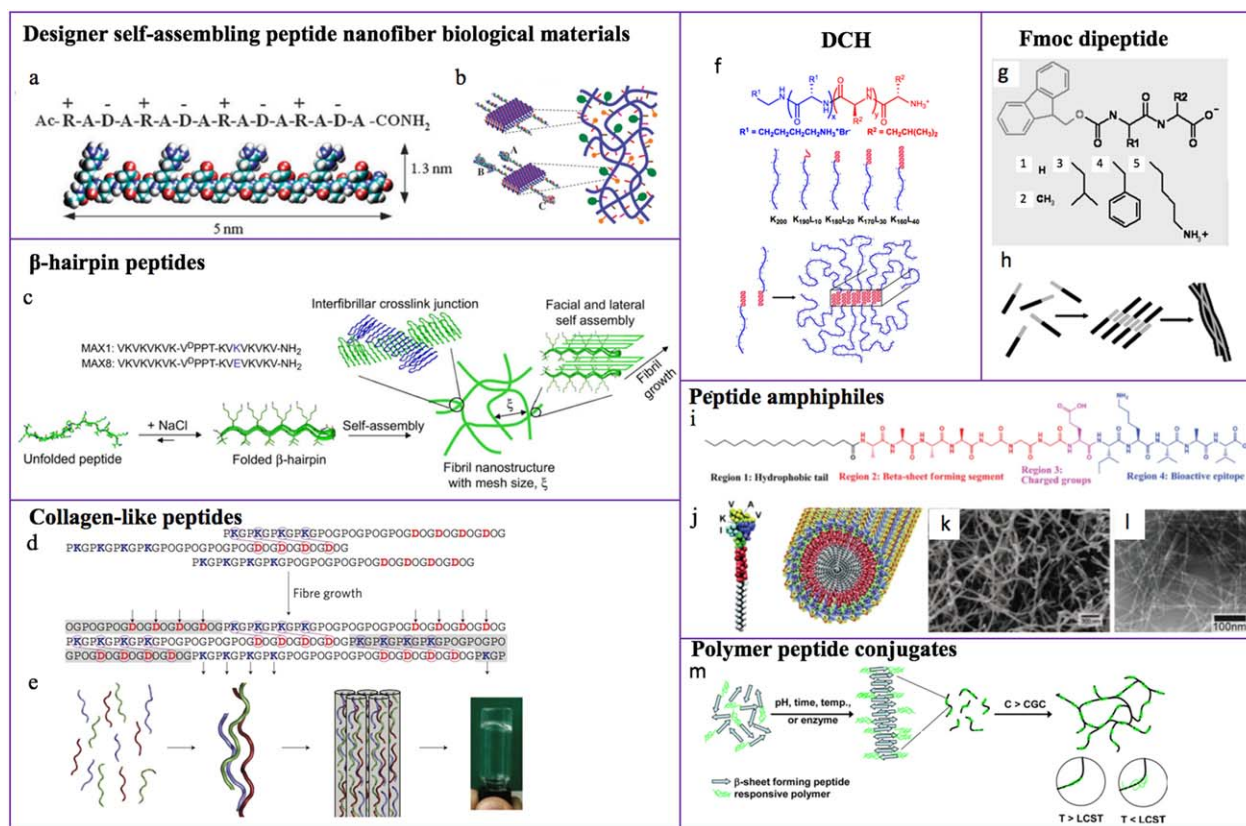 Designer self-assembling peptide nanofiber biological materials
a
+ - + - + - + -
Ac-R-A-D-A-R-A-D-A-R-A-D-A-R-A-D-A -CONH2
1.3 nm
5 nm
b
A
B
C
β-hairpin peptides
c
Interfibrillar crosslink junction
Facial and lateral
self assembly
MAX1: VKVKVKVK-VDPPT-KVKVKVKV-NH2
MAX8: VKVKVKVK-VDPPT-KVEVKVKV-NH2
Fibril
growth
ξ
+ NaCl
Self-assembly
Unfolded peptide
Folded β-hairpin
Fibril nanostructure
with mesh size, ξ
Collagen-like peptides
d
PKGPKGPKGPKGPOGPOGPOGPOGDOGDOGDOGDOG
PKGPKGPKGPKGPOGPOGPOGPOGDOGDOGDOGDOG
PKGPKGPKGPKGPOGPOGPOGPOGDOGDOGDOGDOG
Fibre growth
OGPOGPOGDOGDOGDOGDOGPKGPKGPKGPKGPOGPOGPOGPOGDOGDOGDOGDOG
PKGPKGPKGPKGPOGPOGPOGPOGDOGDOGDOGDOGPKGPKGPKGPKGPOGPOGPO
GPOGDOGDOGDOGDOGPKGPKGPKGPKGPOGPOGPOGPOGDOGDOGDOGDOGPKGP
e
DCH
f
R1 = CH2CH2CH2CH2NH3+Br-
R2 = CH2CH(CH3)2
K200 K190L10 K180L20 K170L30 K160L40
Fmoc dipeptide
g
R2
R1
1 H
2 CH3
3
4
5
NH3+
h
Peptide amphiphiles
i
Region 1: Hydrophobic tail
Region 2: Beta-sheet forming segment
Region 3:
Charged groups
Region 4: Bioactive epitope
j
V
A
K
V
I
k
l
100nm
Polymer peptide conjugates
m
pH, time, temp.,
or enzyme
C > CGC
β-sheet forming peptide
responsive polymer
T > LCST
T < LCST